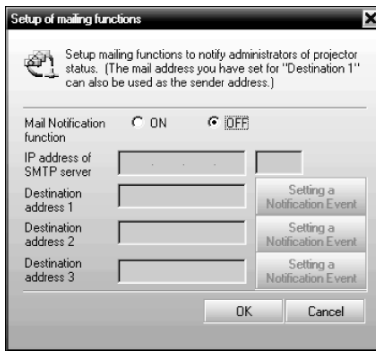 Setup of mailing functions
Setup mailing functions to notify administrators of projector
status. (The mail address you have set for "Destination 1"
can also be used as the sender address.)
Mail Notification
function
ON
OFF
IP address of
SMTP server
Destination
address 1
Setting a
Notification Event
Destination
address 2
Setting a
Notification Event
Destination
address 3
Setting a
Notification Event
OK
Cancel